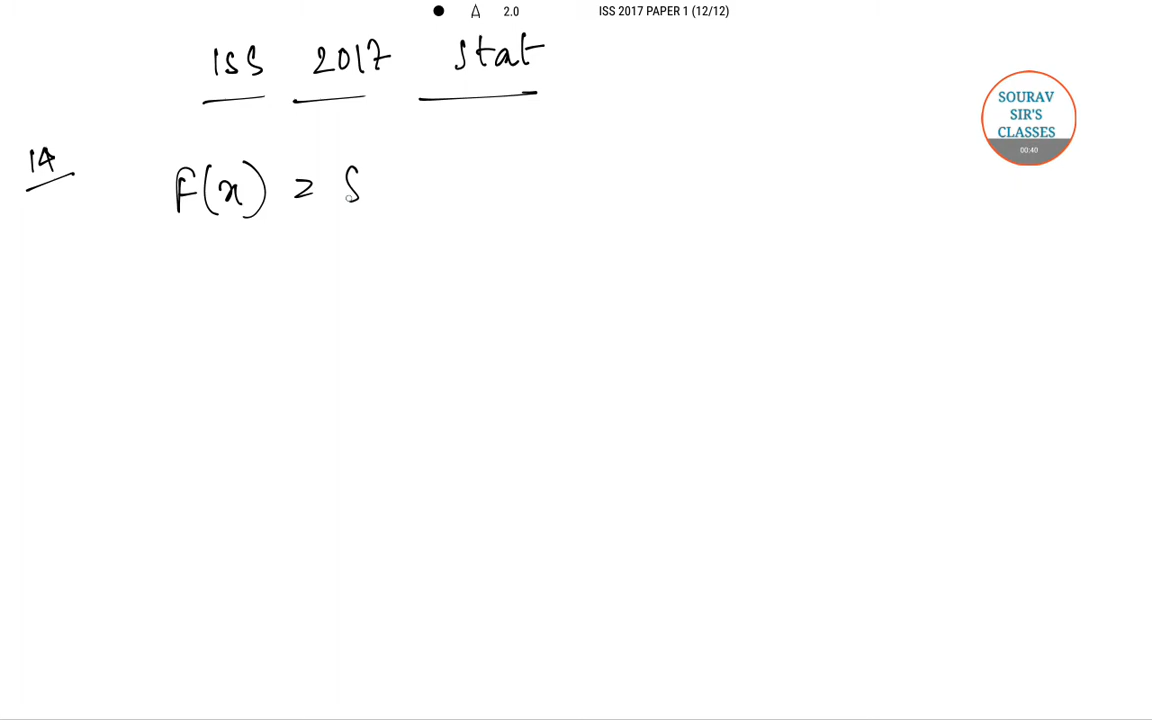 A 2.0 ISS 2017 PAPER 1 (12/12)
ISS 2017 Stat
SOURAV
SIR'S
CLASSES
00:40
14
F(x) =